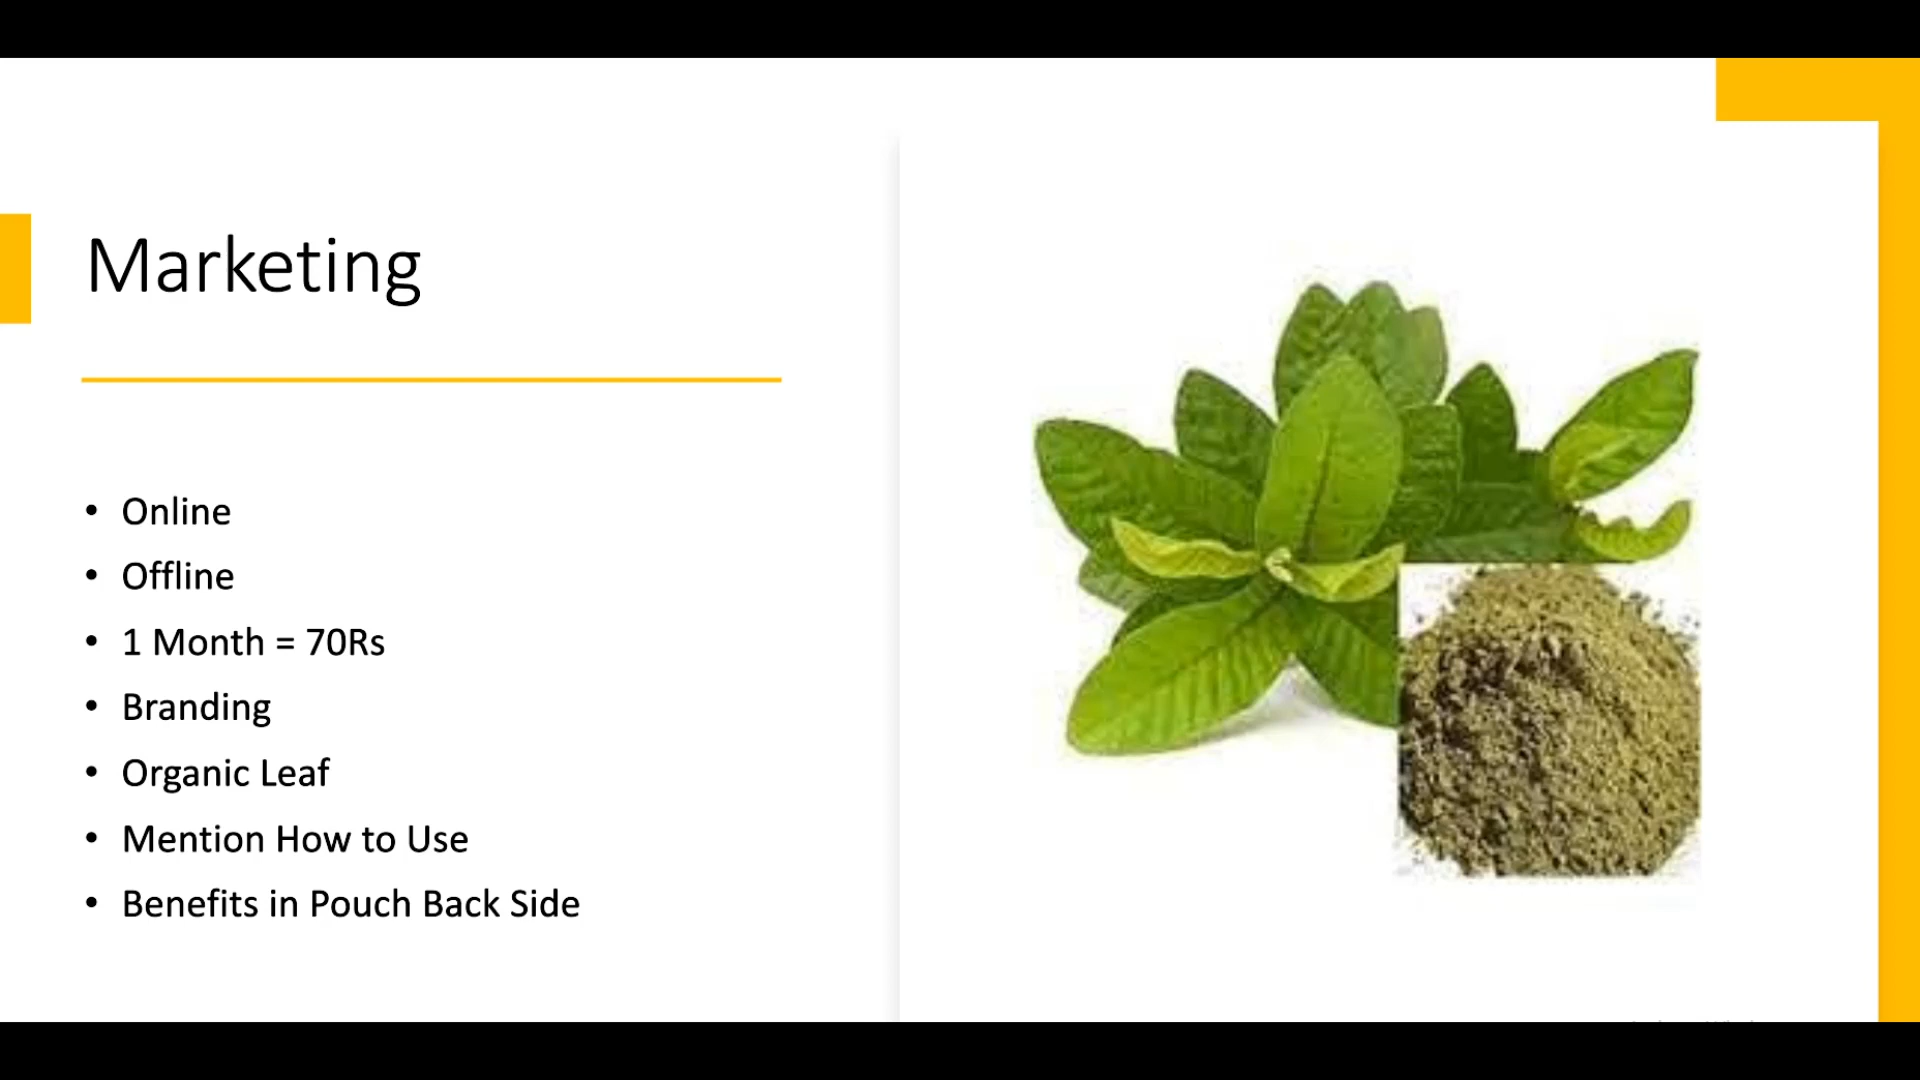 Marketing
• Online
• Offline
• 1 Month = 70Rs
• Branding
• Organic Leaf
• Mention How to Use
• Benefits in Pouch Back Side